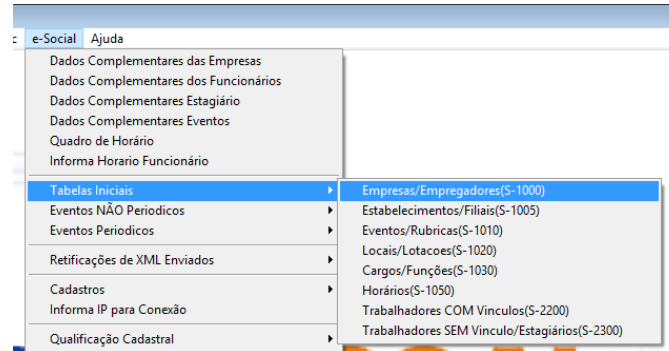 e-Social Ajuda
Dados Complementares das Empresas
Dados Complementares dos Funcionários
Dados Complementares Estagiário
Dados Complementares Eventos
Quadro de Horário
Informa Horario Funcionário
Tabelas Iniciais
Eventos NÃO Periodicos
Eventos Periodicos
Retificações de XML Enviados
Cadastros
Informa IP para Conexão
Qualificação Cadastral
Empresas/Empregadores(S-1000)
Estabelecimentos/Filiais(S-1005)
Eventos/Rubricas(S-1010)
Locais/Lotacoes(S-1020)
Cargos/Funções(S-1030)
Horários(S-1050)
Trabalhadores COM Vinculos(S-2200)
Trabalhadores SEM Vinculo/Estagiários(S-2300)